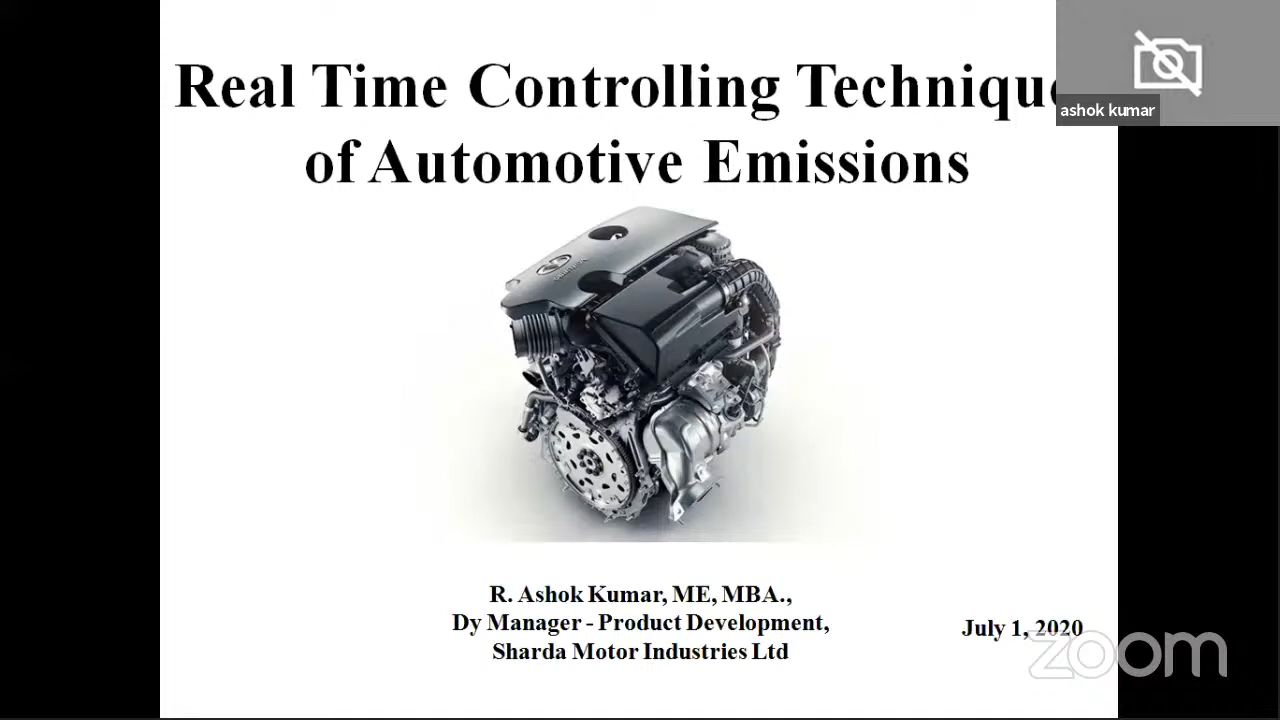 Real Time Controlling Technique
of Automotive Emissions
ashok kumar
R. Ashok Kumar, ME, MBA.,
Dy Manager - Product Development,
Sharda Motor Industries Ltd
July 1, 2020
zoom